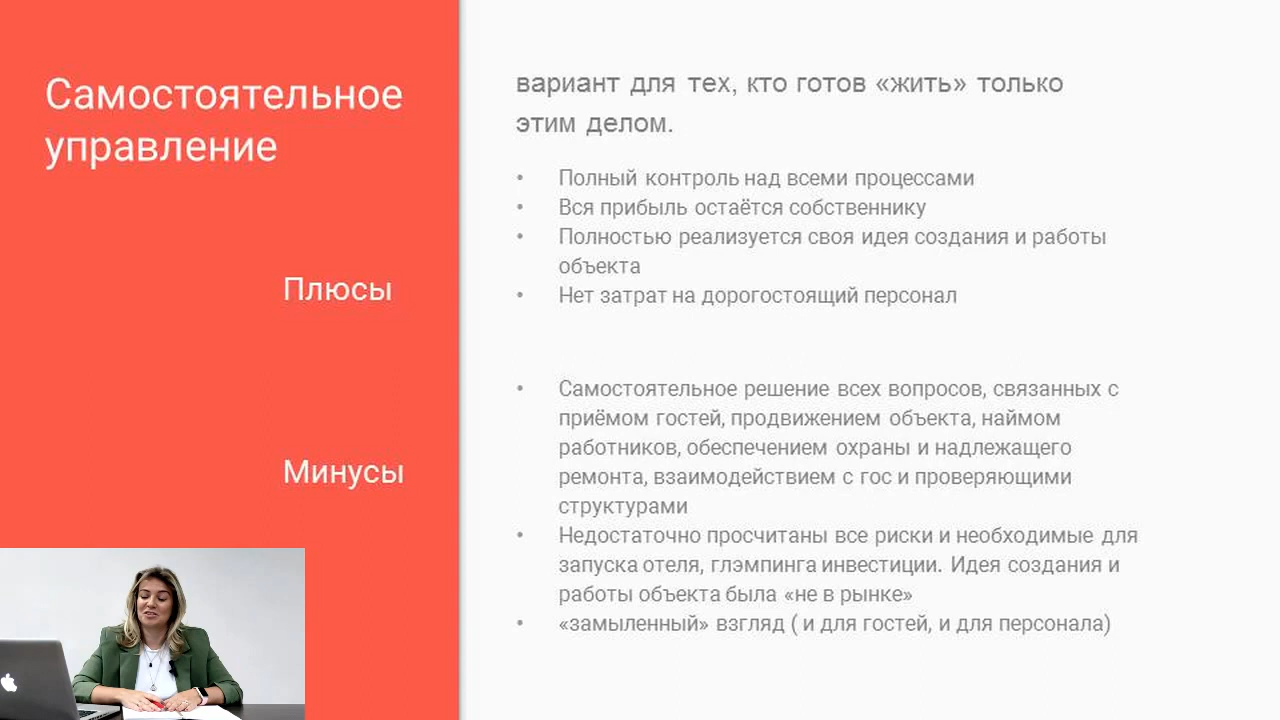 Самостоятельное
управление
вариант для тех, кто готов «жить» только
этим делом.
Плюсы
• Полный контроль над всеми процессами
• Вся прибыль остаётся собственнику
• Полностью реализуется своя идея создания и работы
объекта
• Нет затрат на дорогостоящий персонал
Минусы
• Самостоятельное решение всех вопросов, связанных с
приёмом гостей, продвижением объекта, наймом
работников, обеспечением охраны и надлежащего
ремонта, взаимодействием с гос и проверяющими
структурами
• Недостаточно просчитаны все риски и необходимые для
запуска отеля, глэмпинга инвестиции. Идея создания и
работы объекта была «не в рынке»
• «замыленный» взгляд ( и для гостей, и для персонала)